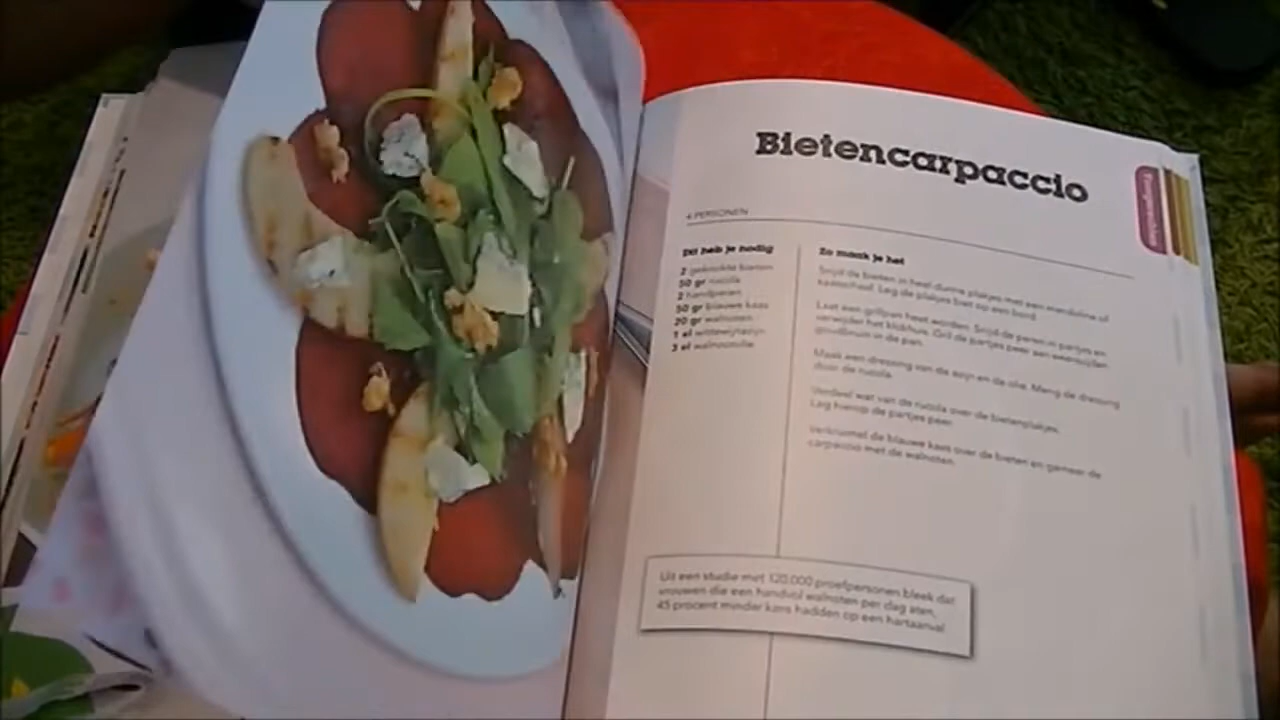 Bietencarpaccio
4 PERSONEN
Dit heb je nodig
2 gekookte bieten
50 gr rucola
2 handperen
50 gr blauwe kaas
20 gr walnoten
1 el wittewijnazijn
3 el walnootolie
Zo maak je het
Snijd de bieten in heel dunne plakjes met een mandoline of
kaasschaaf. Leg de plakjes biet op een bord.
Laat een grillpan heet worden. Snijd de peren in partjes en
verwijder het klokhuis. Gril de partjes peer aan weerszijden
goudbruin in de pan.
Maak een dressing van de azijn en de olie. Meng de dressing
door de rucola.
Verdeel wat van de rucola over de bietenplakjes.
Leg hierop de partjes peer.
Verkruimel de blauwe kaas over de bieten en garneer de
carpaccio met de walnoten.
Uit een studie met 120.000 proefpersonen bleek dat
vrouwen die een handvol walnoten per dag aten,
45 procent minder kans hadden op een hartaanval